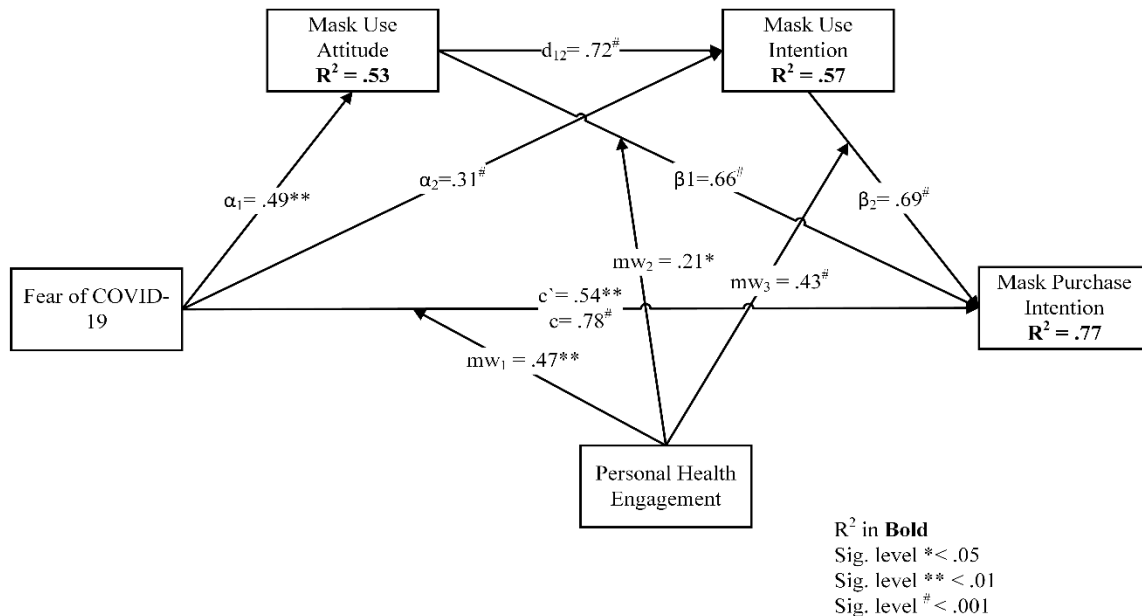 Mask Use
Attitude
R² = .53
d₁₂= .72#
Mask Use
Intention
R² = .57
α₁= .49**
α₂=.31#
β1=.66#
β₂= .69#
mw₂ = .21*
mw₃ = .43#
Fear of COVID-
19
c`= .54**
c= .78#
Mask Purchase
Intention
R² = .77
mw₁ = .47**
Personal Health
Engagement
R² in Bold
Sig. level *< .05
Sig. level ** < .01
Sig. level # < .001